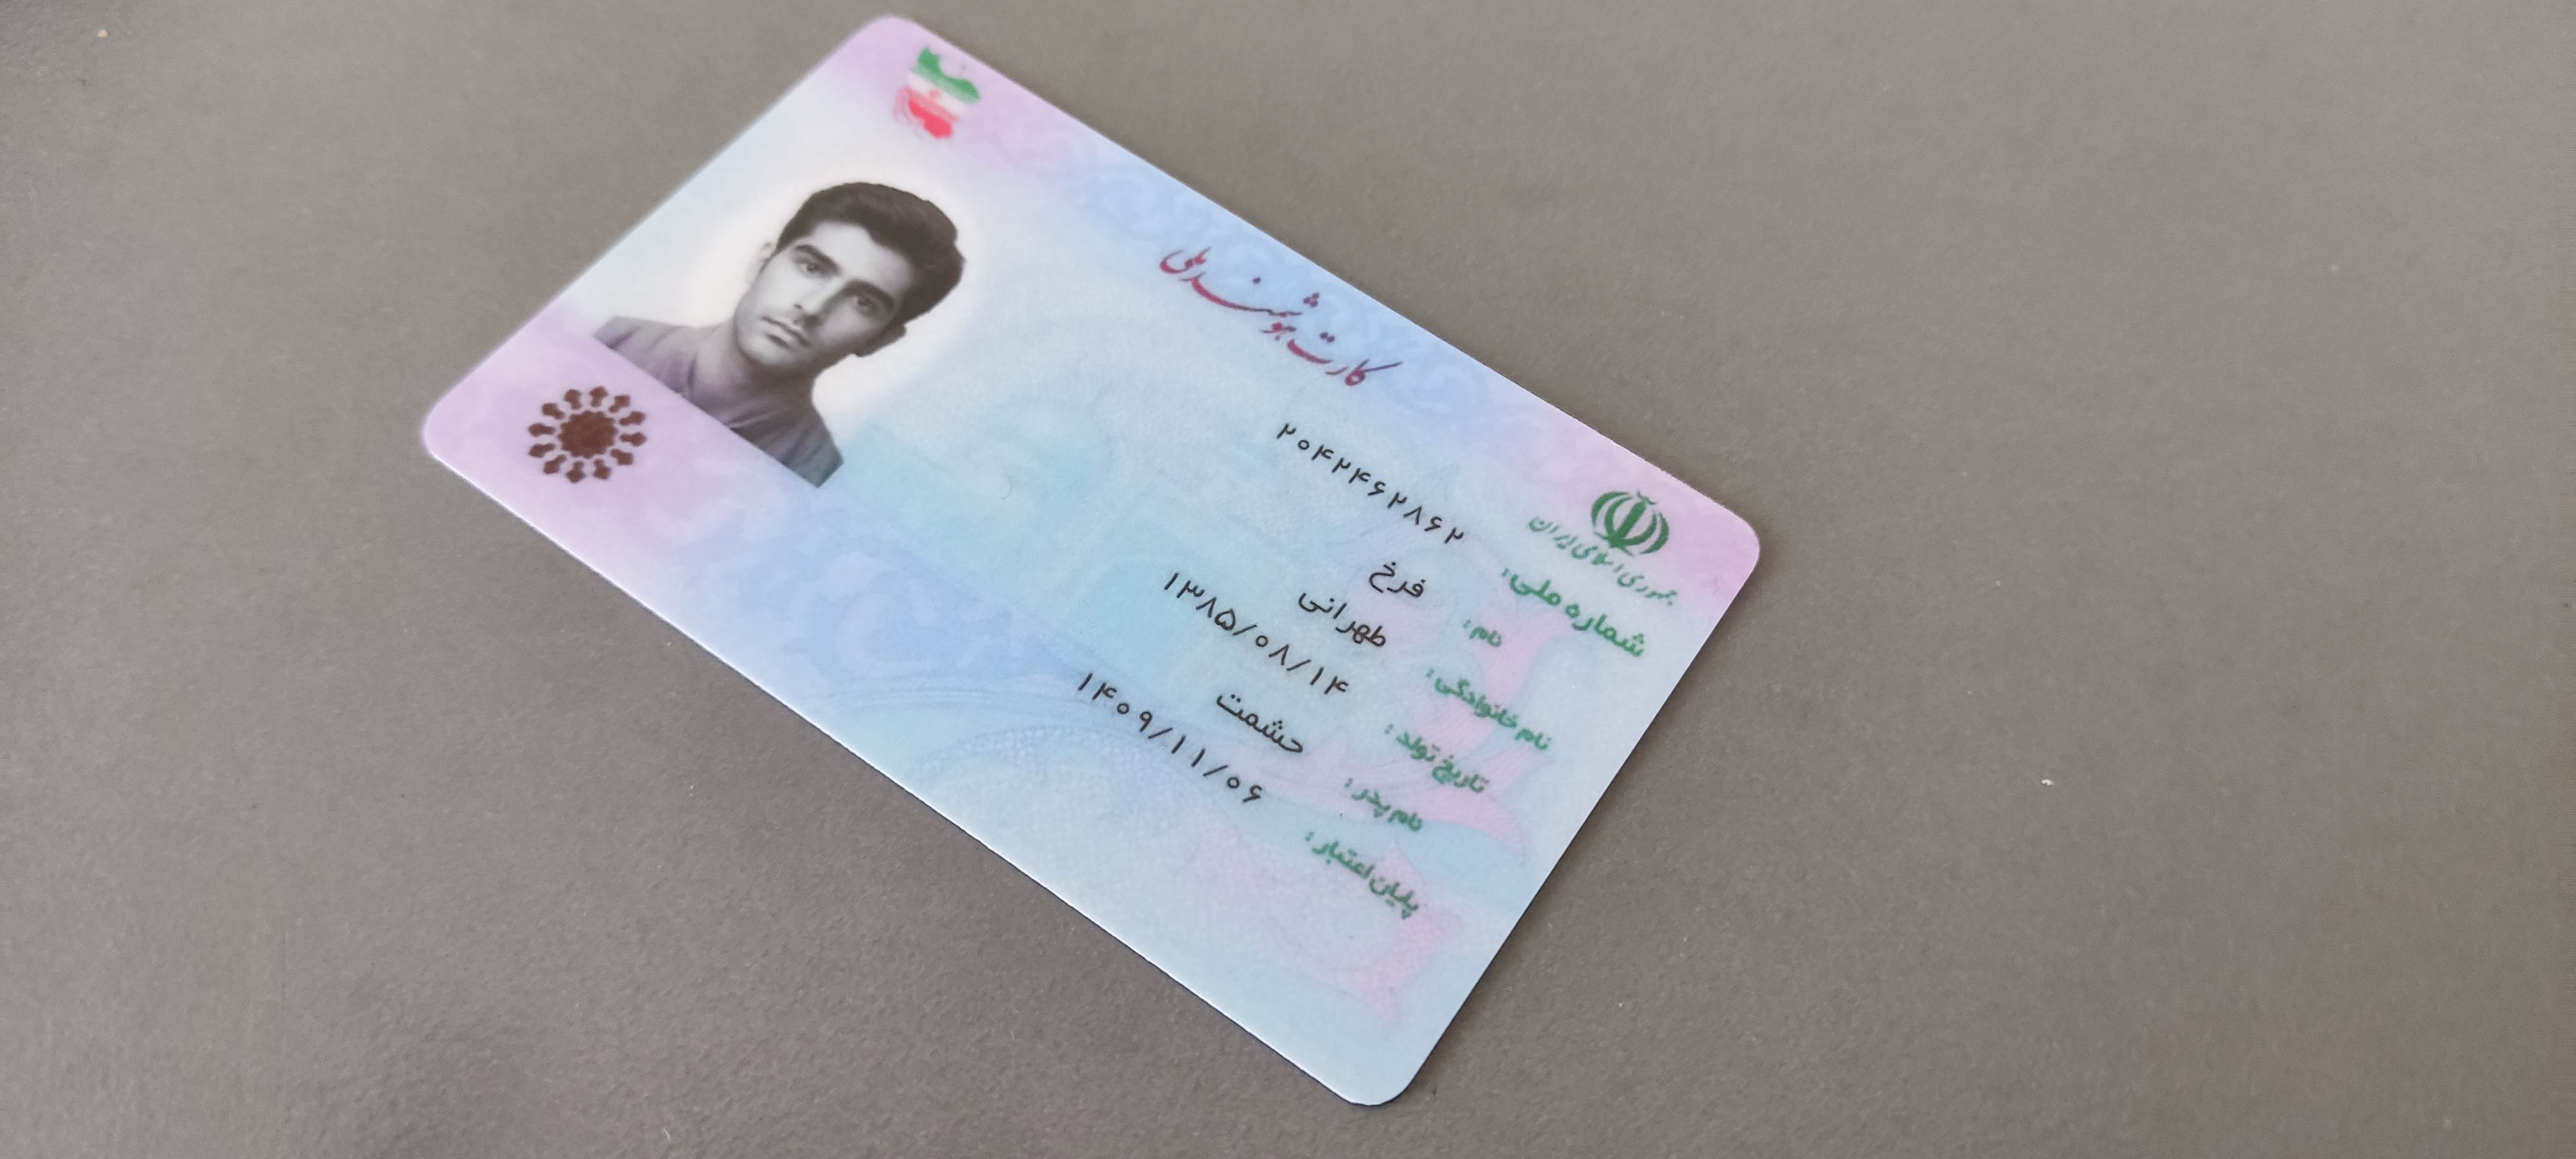 کارت هوشمند ملی
جمهوری اسلامی ایران
شماره ملی: ۲۰۴۲۴۶۲۸۶۲
نام: فرخ
نام خانوادگی: طهرانی
تاریخ تولد: ۱۳۸۵/۰۸/۱۴
نام پدر: حشمت
پایان اعتبار: ۱۴۰۹/۱۱/۰۶